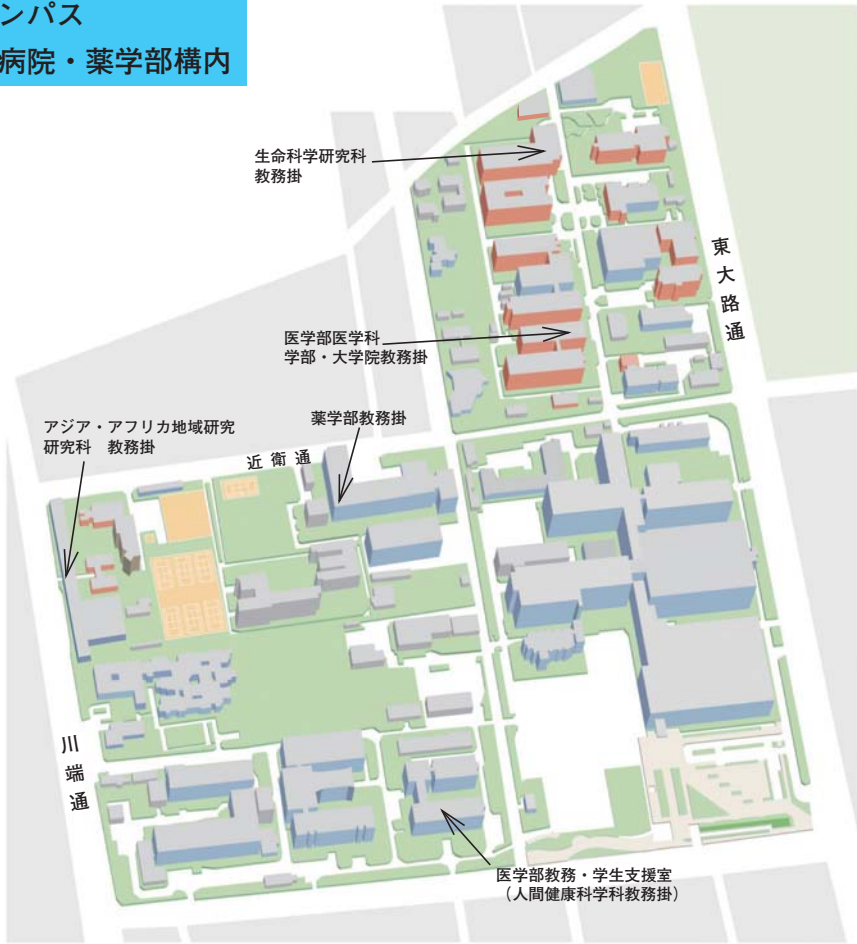 ンパス
病院・薬学部構内
生命科学研究科
教務掛
東大路通
医学部医学科
学部・大学院教務掛
薬学部教務掛
アジア・アフリカ地域研究
研究科　教務掛
近衛通
川端通
医学部教務・学生支援室
（人間健康科学科教務掛）